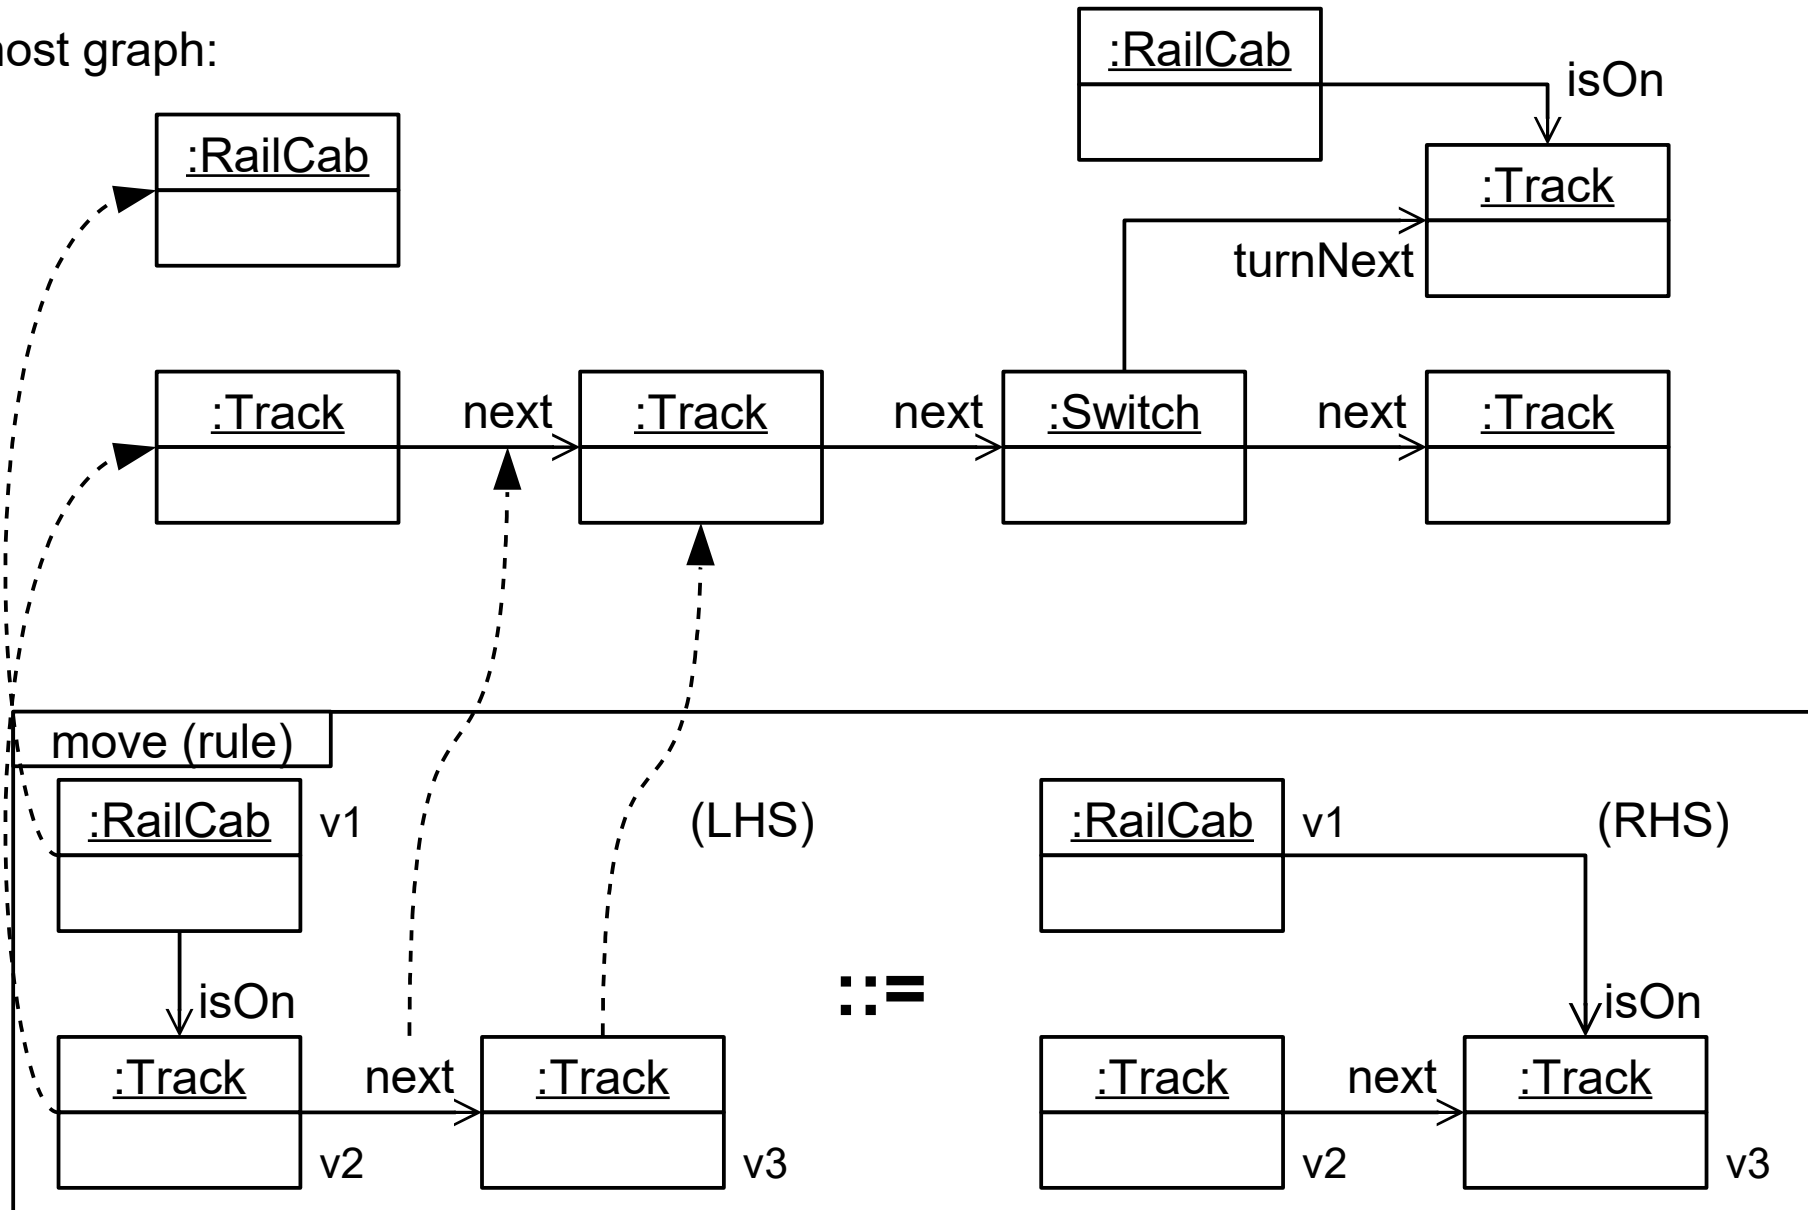 graph:
:RailCab
isOn
:RailCab
:Track
turnNext
:Track
next
:Track
next
:Switch
next
:Track
move (rule)
:RailCab v1
(LHS)
:RailCab v1
(RHS)
isOn
::=
isOn
:Track
next
:Track
:Track
next
:Track
v2
v3
v2
v3